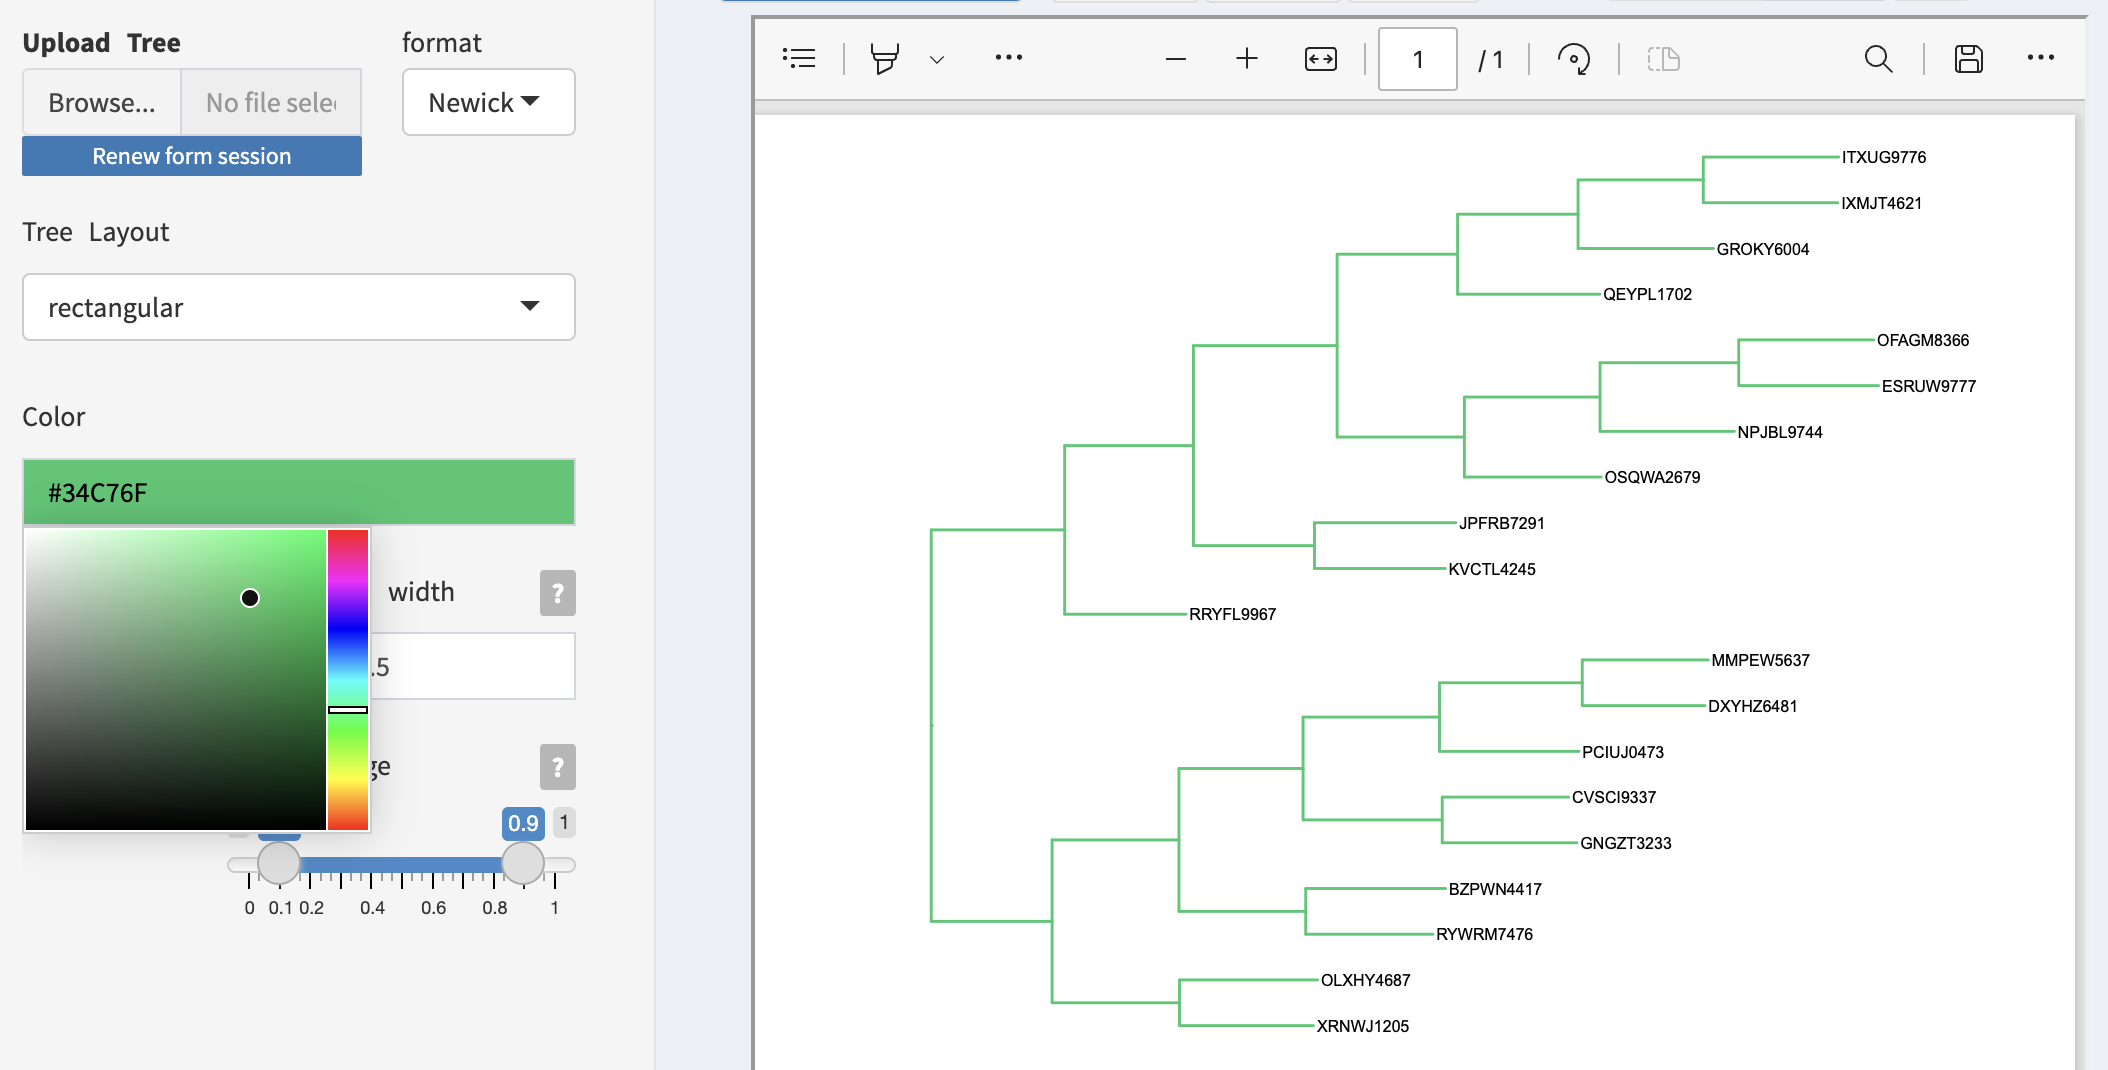 Upload Tree
format
Browse...
No file selec
Newick
Renew form session
Tree Layout
rectangular
Color
#34C76F
width
?
.5
ge
?
0.9
1
0 0.1 0.2 0.4 0.6 0.8 1
1 / 1
ITXUG9776
IXMJT4621
GROKY6004
QEYPL1702
OFAGM8366
ESRUW9777
NPJBL9744
OSQWA2679
JPFRB7291
KVCTL4245
RRYFL9967
MMPEW5637
DXYHZ6481
PCIUJ0473
CVSCI9337
GNGZT3233
BZPWN4417
RYWRM7476
OLXHY4687
XRNWJ1205